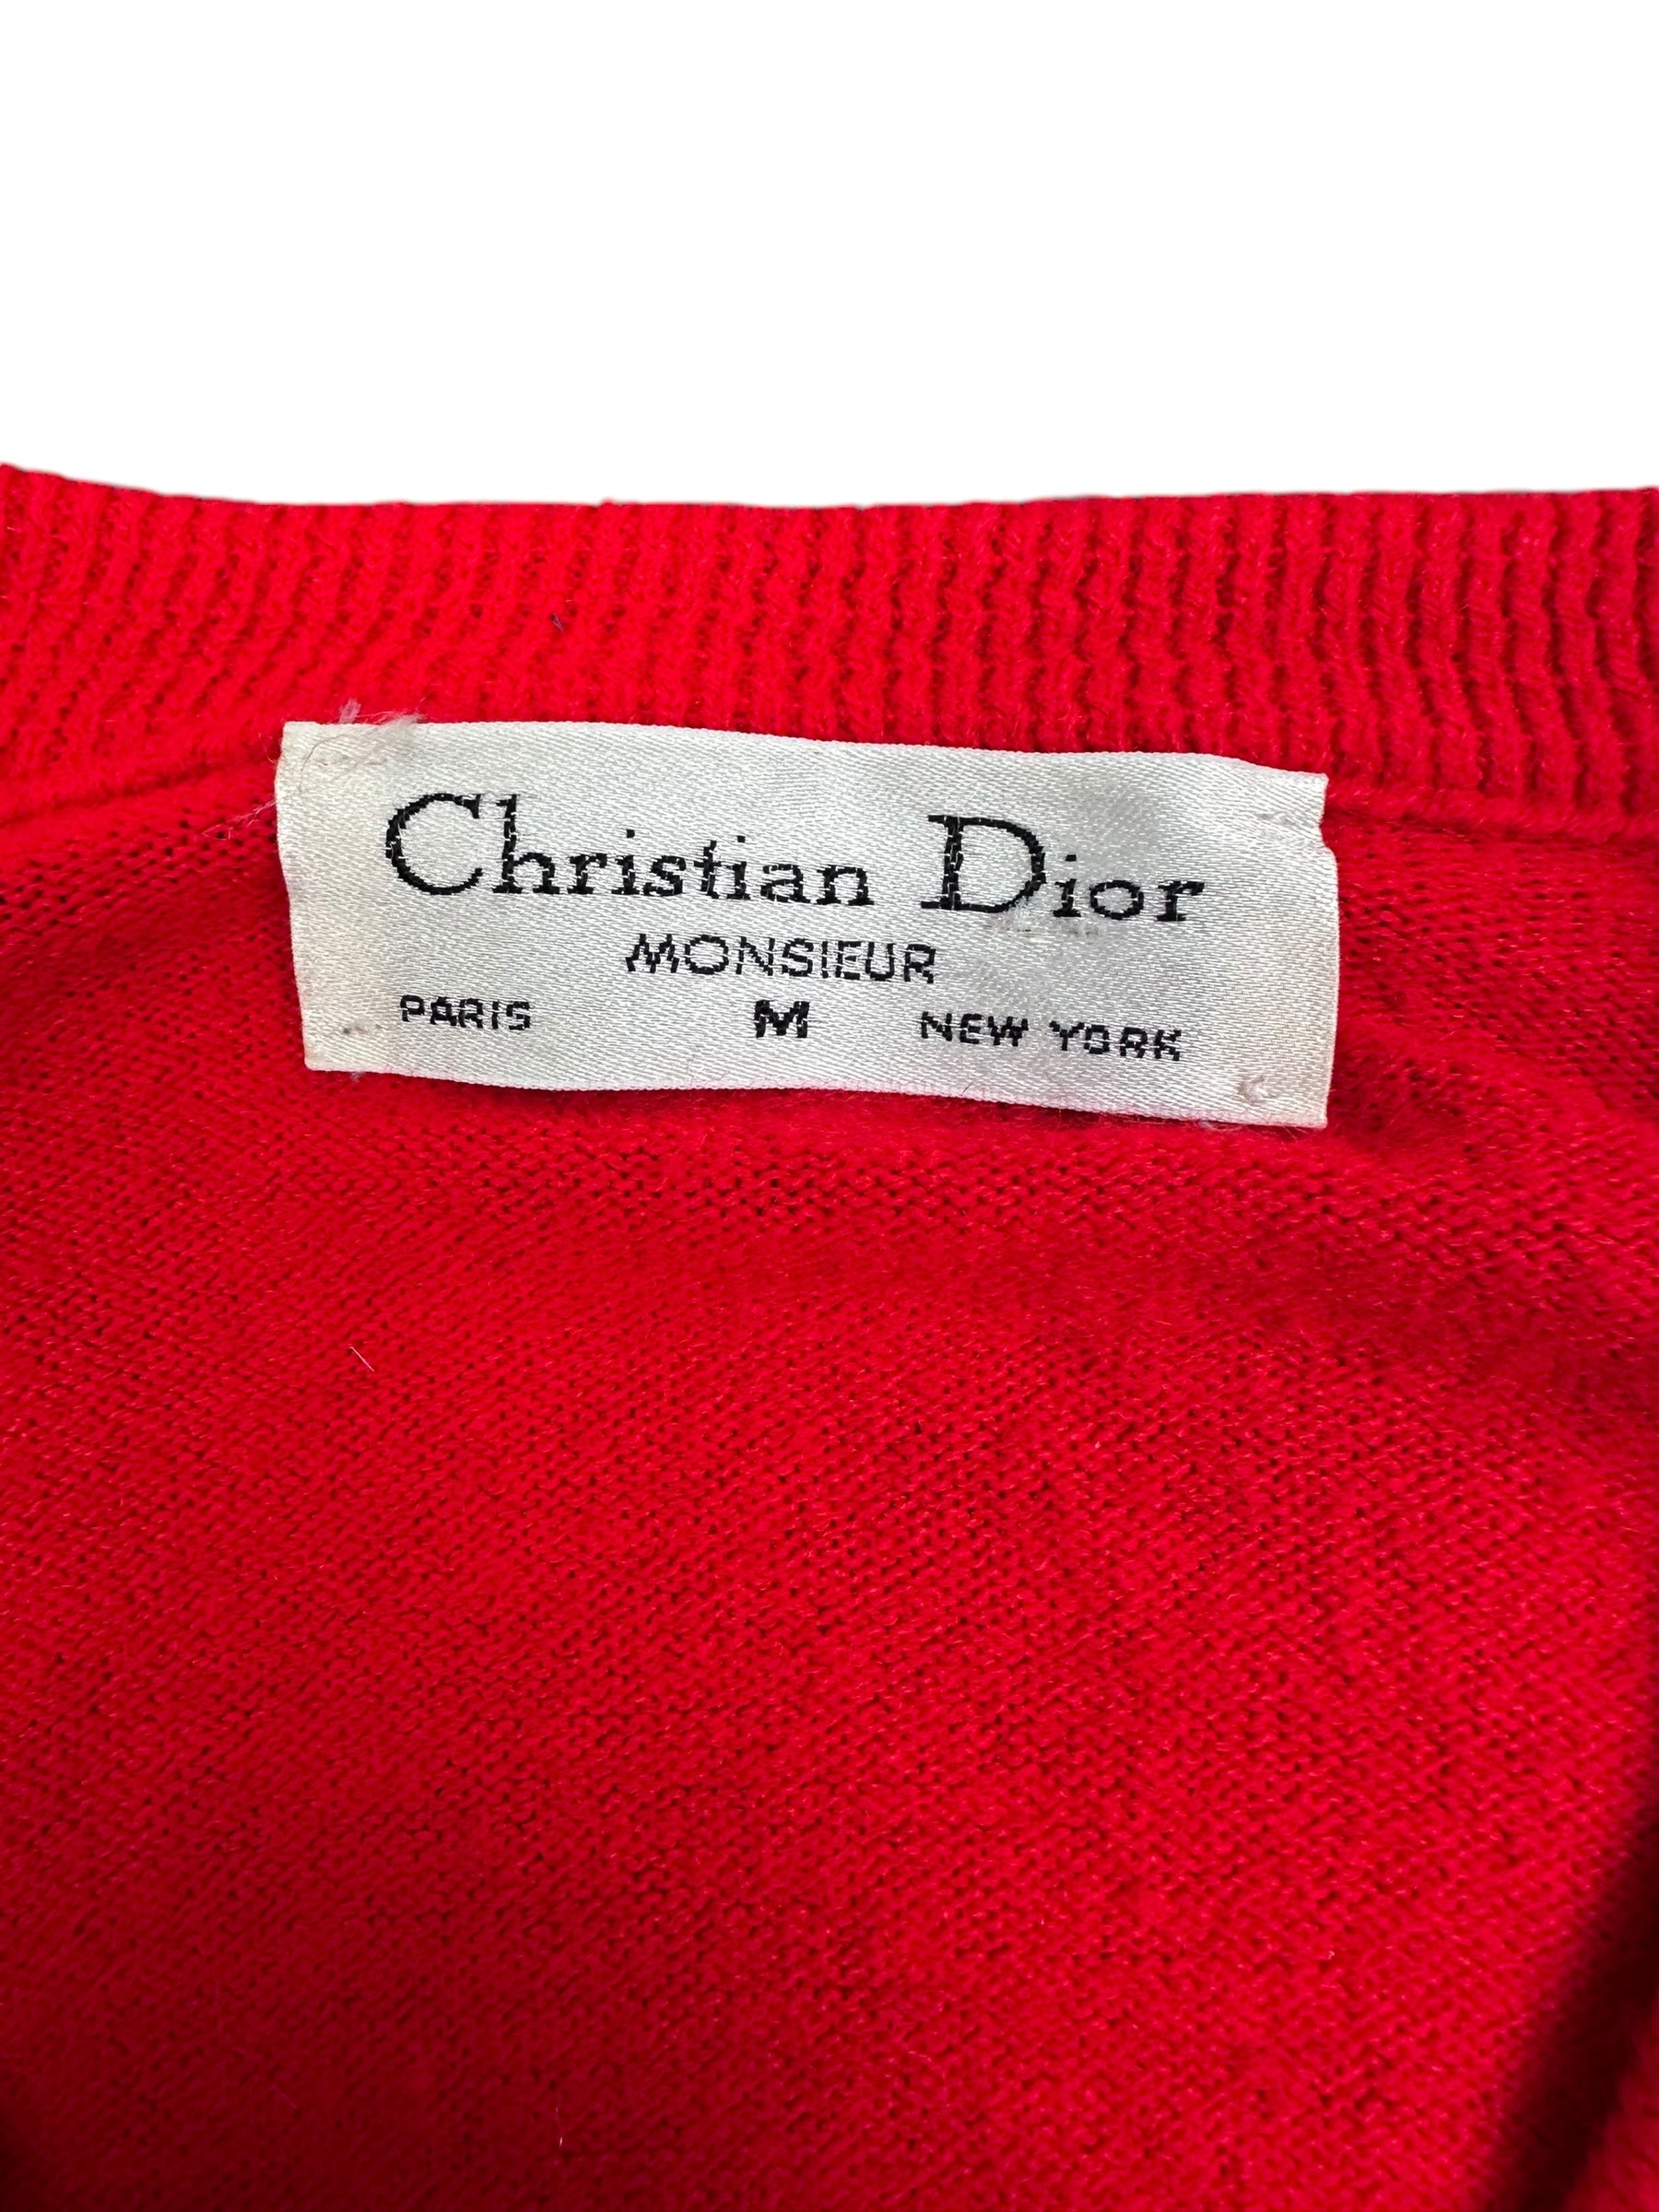 Christian Dior
MONSIEUR
PARIS M NEW YORK